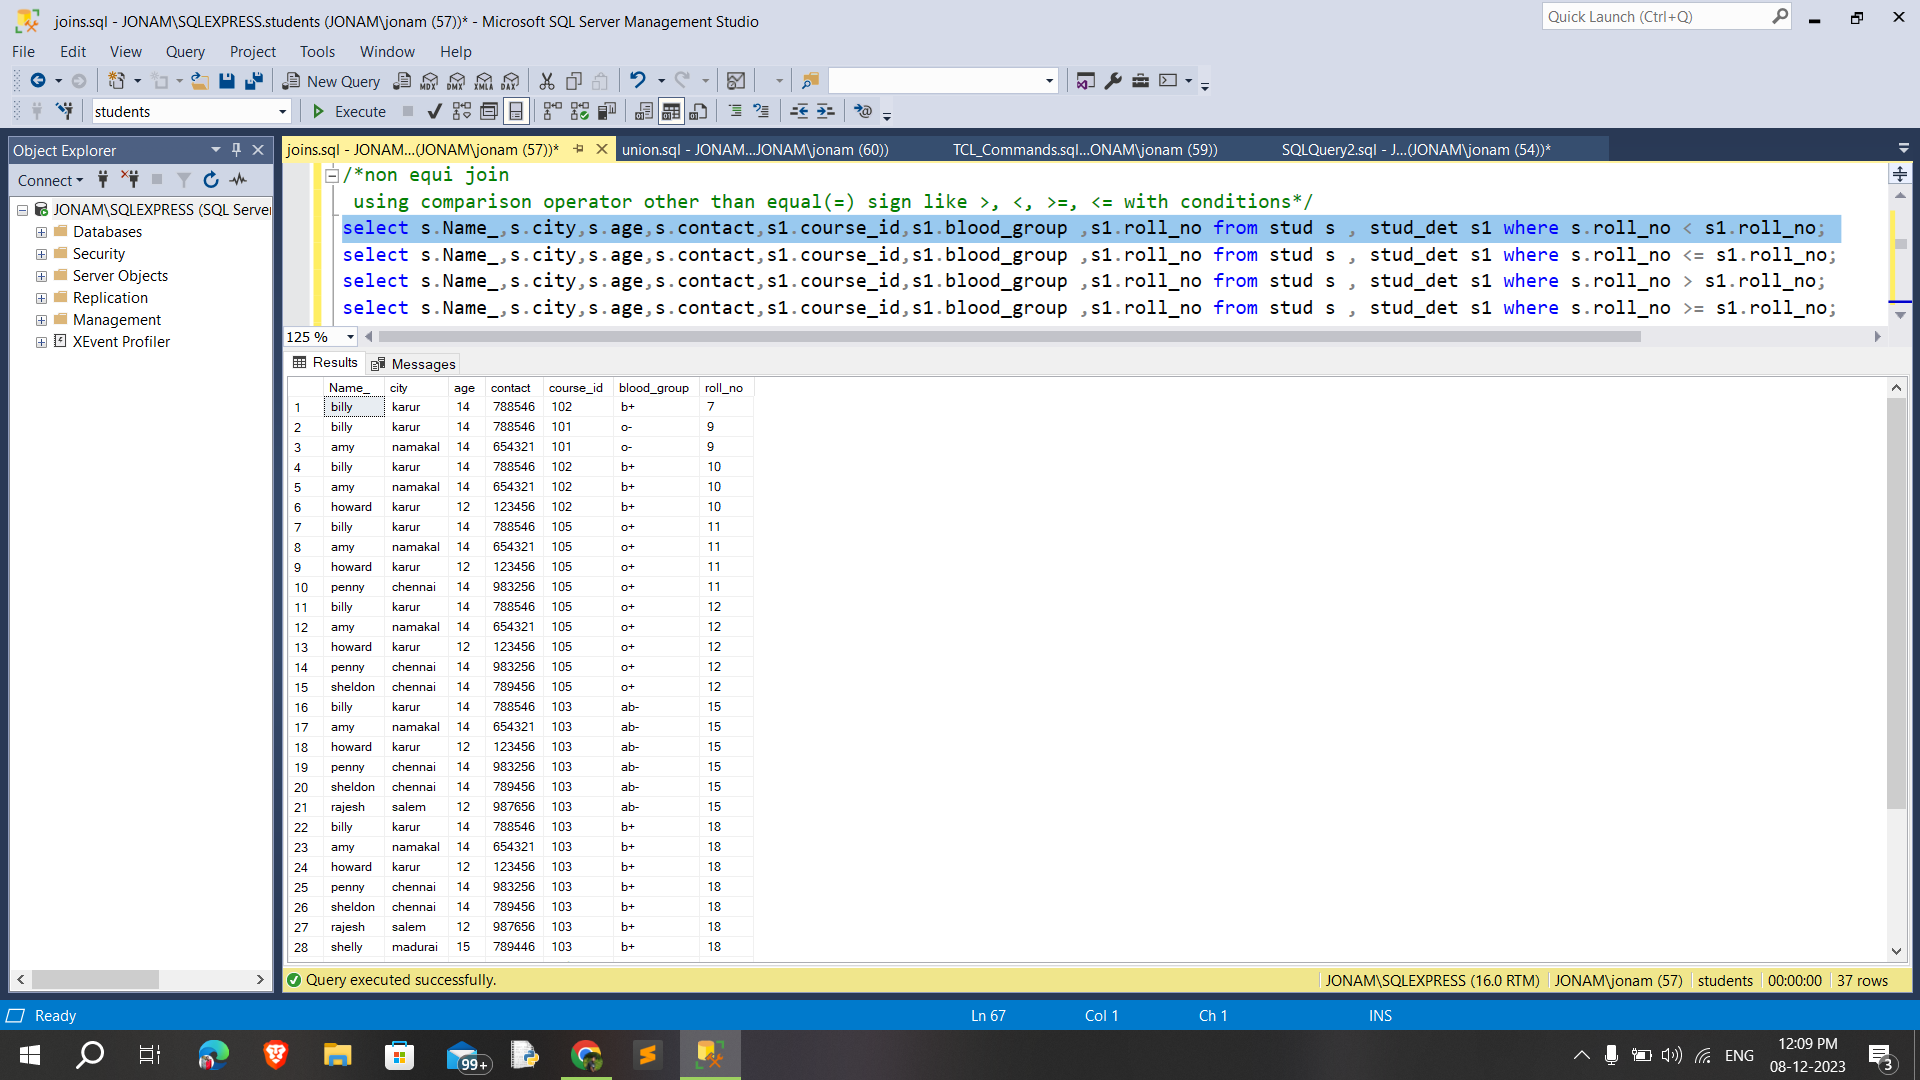 joins.sql - JONAM\SQLEXPRESS.students (JONAM\jonam (57))* - Microsoft SQL Server Management Studio
Quick Launch (Ctrl+Q)
File Edit View Query Project Tools Window Help
New Query MDX DMX XMLA DAX
students Execute
Object Explorer
Connect
JONAM\SQLEXPRESS (SQL Server
Databases
Security
Server Objects
Replication
Management
XEvent Profiler
joins.sql - JONAM...(JONAM\jonam (57))* union.sql - JONAM...JONAM\jonam (60)) TCL_Commands.sql...ONAM\jonam (59)) SQLQuery2.sql - J...(JONAM\jonam (54))*
/*non equi join
using comparison operator other than equal(=) sign like >, <, >=, <= with conditions*/
select s.Name_,s.city,s.age,s.contact,s1.course_id,s1.blood_group ,s1.roll_no from stud s , stud_det s1 where s.roll_no < s1.roll_no;
select s.Name_,s.city,s.age,s.contact,s1.course_id,s1.blood_group ,s1.roll_no from stud s , stud_det s1 where s.roll_no <= s1.roll_no;
select s.Name_,s.city,s.age,s.contact,s1.course_id,s1.blood_group ,s1.roll_no from stud s , stud_det s1 where s.roll_no > s1.roll_no;
select s.Name_,s.city,s.age,s.contact,s1.course_id,s1.blood_group ,s1.roll_no from stud s , stud_det s1 where s.roll_no >= s1.roll_no;
125 %
Results Messages
Name_ city age contact course_id blood_group roll_no
1 billy karur 14 788546 102 b+ 7
2 billy karur 14 788546 101 o- 9
3 amy namakal 14 654321 101 o- 9
4 billy karur 14 788546 102 b+ 10
5 amy namakal 14 654321 102 b+ 10
6 howard karur 12 123456 102 b+ 10
7 billy karur 14 788546 105 o+ 11
8 amy namakal 14 654321 105 o+ 11
9 howard karur 12 123456 105 o+ 11
10 penny chennai 14 983256 105 o+ 11
11 billy karur 14 788546 105 o+ 12
12 amy namakal 14 654321 105 o+ 12
13 howard karur 12 123456 105 o+ 12
14 penny chennai 14 983256 105 o+ 12
15 sheldon chennai 14 789456 105 o+ 12
16 billy karur 14 788546 103 ab- 15
17 amy namakal 14 654321 103 ab- 15
18 howard karur 12 123456 103 ab- 15
19 penny chennai 14 983256 103 ab- 15
20 sheldon chennai 14 789456 103 ab- 15
21 rajesh salem 12 987656 103 ab- 15
22 billy karur 14 788546 103 b+ 18
23 amy namakal 14 654321 103 b+ 18
24 howard karur 12 123456 103 b+ 18
25 penny chennai 14 983256 103 b+ 18
26 sheldon chennai 14 789456 103 b+ 18
27 rajesh salem 12 987656 103 b+ 18
28 shelly madurai 15 789446 103 b+ 18
Query executed successfully. JONAM\SQLEXPRESS (16.0 RTM) JONAM\jonam (57) students 00:00:00 37 rows
Ready Ln 67 Col 1 Ch 1 INS
99+ ENG 12:09 PM
08-12-2023 3